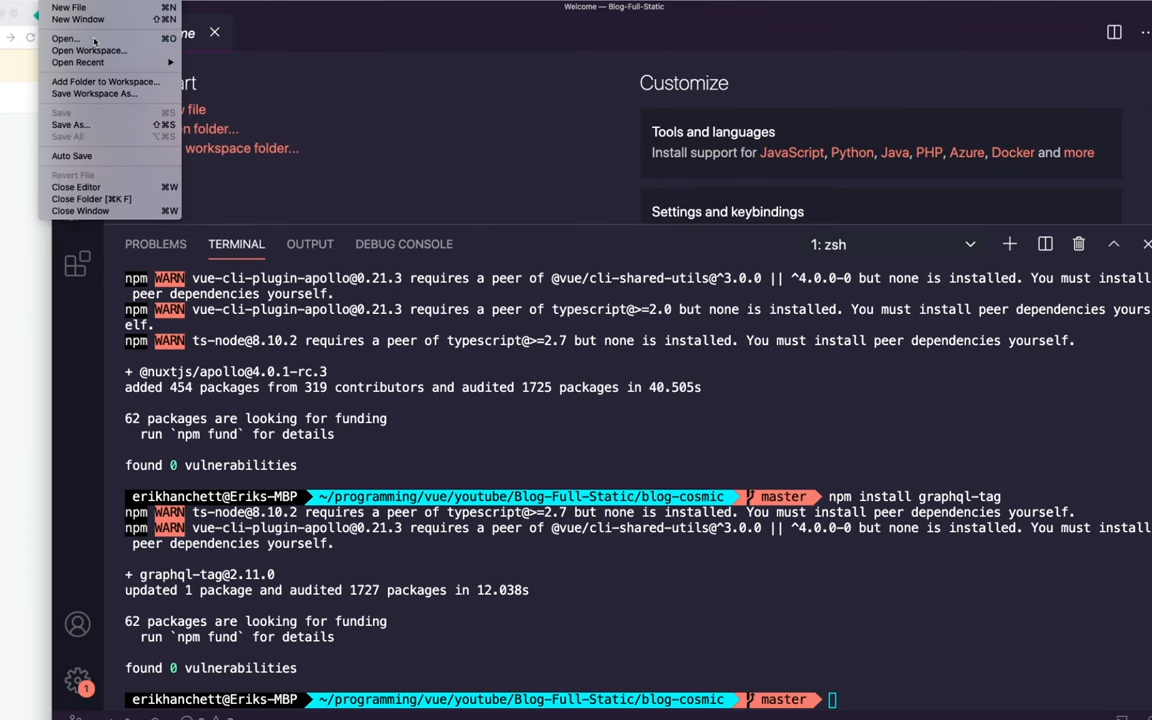 Welcome — Blog-Full-Static
New File ⌘N
New Window ⇧⌘N
Open... ⌘O
Open Workspace...
Open Recent
Add Folder to Workspace...
Save Workspace As...
Save ⌘S
Save As... ⇧⌘S
Save All ⌥⌘S
Auto Save
Revert File
Close Editor ⌘W
Close Folder [⌘K F]
Close Window ⌘W
file
folder...
workspace folder...
Customize
Tools and languages
Install support for JavaScript, Python, Java, PHP, Azure, Docker and more
Settings and keybindings
PROBLEMS TERMINAL OUTPUT DEBUG CONSOLE 1: zsh
npm WARN vue-cli-plugin-apollo@0.21.3 requires a peer of @vue/cli-shared-utils@^3.0.0 || ^4.0.0-0 but none is installed. You must install
peer dependencies yourself.
npm WARN vue-cli-plugin-apollo@0.21.3 requires a peer of typescript@>=2.0 but none is installed. You must install peer dependencies yours
elf.
npm WARN ts-node@8.10.2 requires a peer of typescript@>=2.7 but none is installed. You must install peer dependencies yourself.
+ @nuxtjs/apollo@4.0.1-rc.3
added 454 packages from 319 contributors and audited 1725 packages in 40.505s
62 packages are looking for funding
run `npm fund` for details
found 0 vulnerabilities
erikhanchett@Eriks-MBP ~/programming/vue/youtube/Blog-Full-Static/blog-cosmic master npm install graphql-tag
npm WARN ts-node@8.10.2 requires a peer of typescript@>=2.7 but none is installed. You must install peer dependencies yourself.
npm WARN vue-cli-plugin-apollo@0.21.3 requires a peer of @vue/cli-shared-utils@^3.0.0 || ^4.0.0-0 but none is installed. You must install
peer dependencies yourself.
+ graphql-tag@2.11.0
updated 1 package and audited 1727 packages in 12.038s
62 packages are looking for funding
run `npm fund` for details
found 0 vulnerabilities
erikhanchett@Eriks-MBP ~/programming/vue/youtube/Blog-Full-Static/blog-cosmic master
1